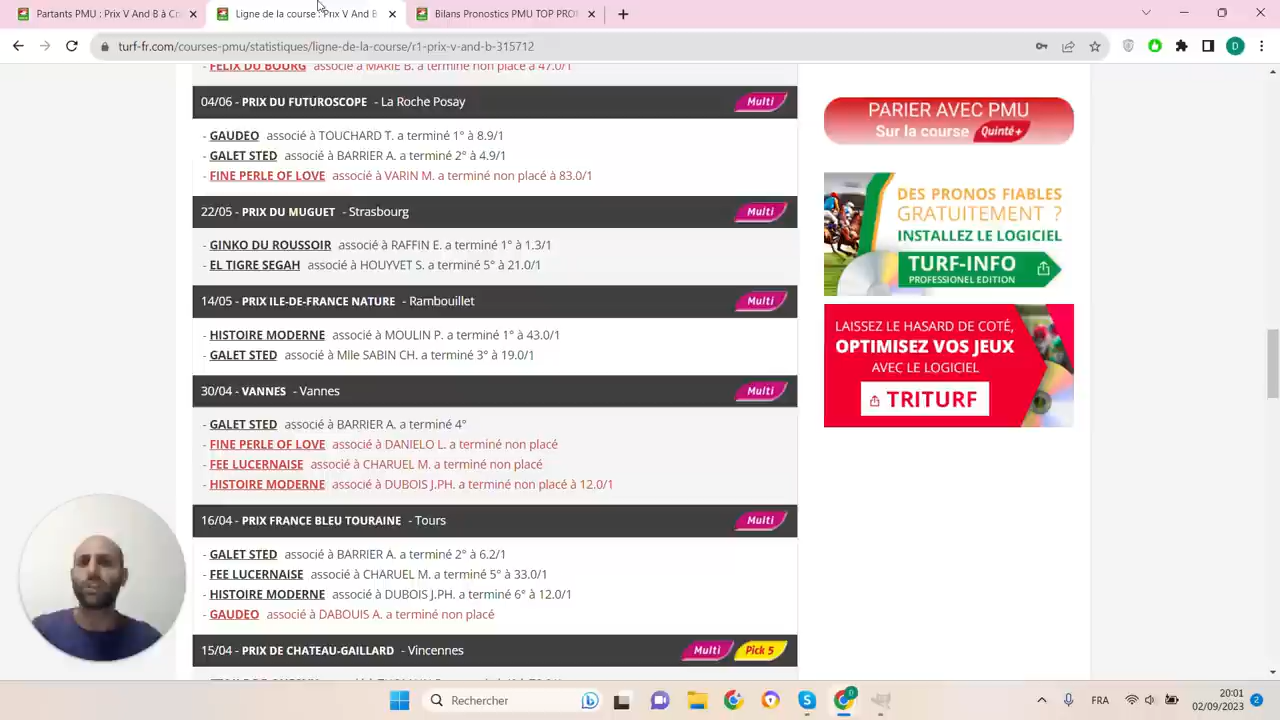 Partants PMU : Prix V And B à C
Ligne de la course : Prix V And B
Bilans Pronostics PMU TOP PRO
turf-fr.com/courses-pmu/statistiques/ligne-de-la-course/r1-prix-v-and-b-315712
D
- FELIX DU BOURG associé à MARIE B. a terminé non placé à 47.0/1
04/06 - PRIX DU FUTUROSCOPE - La Roche Posay Multi
- GAUDEO associé à TOUCHARD T. a terminé 1° à 8.9/1
- GALET STED associé à BARRIER A. a terminé 2° à 4.9/1
- FINE PERLE OF LOVE associé à VARIN M. a terminé non placé à 83.0/1
22/05 - PRIX DU MUGUET - Strasbourg Multi
- GINKO DU ROUSSOIR associé à RAFFIN E. a terminé 1° à 1.3/1
- EL TIGRE SEGAH associé à HOUYVET S. a terminé 5° à 21.0/1
14/05 - PRIX ILE-DE-FRANCE NATURE - Rambouillet Multi
- HISTOIRE MODERNE associé à MOULIN P. a terminé 1° à 43.0/1
- GALET STED associé à Mlle SABIN CH. a terminé 3° à 19.0/1
30/04 - VANNES - Vannes Multi
- GALET STED associé à BARRIER A. a terminé 4°
- FINE PERLE OF LOVE associé à DANIELO L. a terminé non placé
- FEE LUCERNAISE associé à CHARUEL M. a terminé non placé
- HISTOIRE MODERNE associé à DUBOIS J.PH. a terminé non placé à 12.0/1
16/04 - PRIX FRANCE BLEU TOURAINE - Tours Multi
- GALET STED associé à BARRIER A. a terminé 2° à 6.2/1
- FEE LUCERNAISE associé à CHARUEL M. a terminé 5° à 33.0/1
- HISTOIRE MODERNE associé à DUBOIS J.PH. a terminé 6° à 12.0/1
- GAUDEO associé à DABOUIS A. a terminé non placé
15/04 - PRIX DE CHATEAU-GAILLARD - Vincennes Multi Pick 5
PARIER AVEC PMU
Sur la course Quinté+
DES PRONOS FIABLES
GRATUITEMENT ?
INSTALLEZ LE LOGICIEL
TURF-INFO
PROFESSIONEL EDITION
LAISSEZ LE HASARD DE COTÉ,
OPTIMISEZ VOS JEUX
AVEC LE LOGICIEL
TRITURF
Rechercher
FRA
20:01
02/09/2023
2